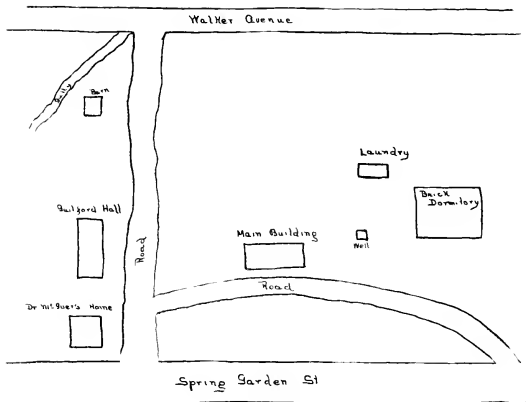 Walker Avenue
Gully
Barn
Laundry
Brick
Dormitory
Guilford Hall
Road
Main Building
Well
Road
Dr McIver's Home
Spring Garden St